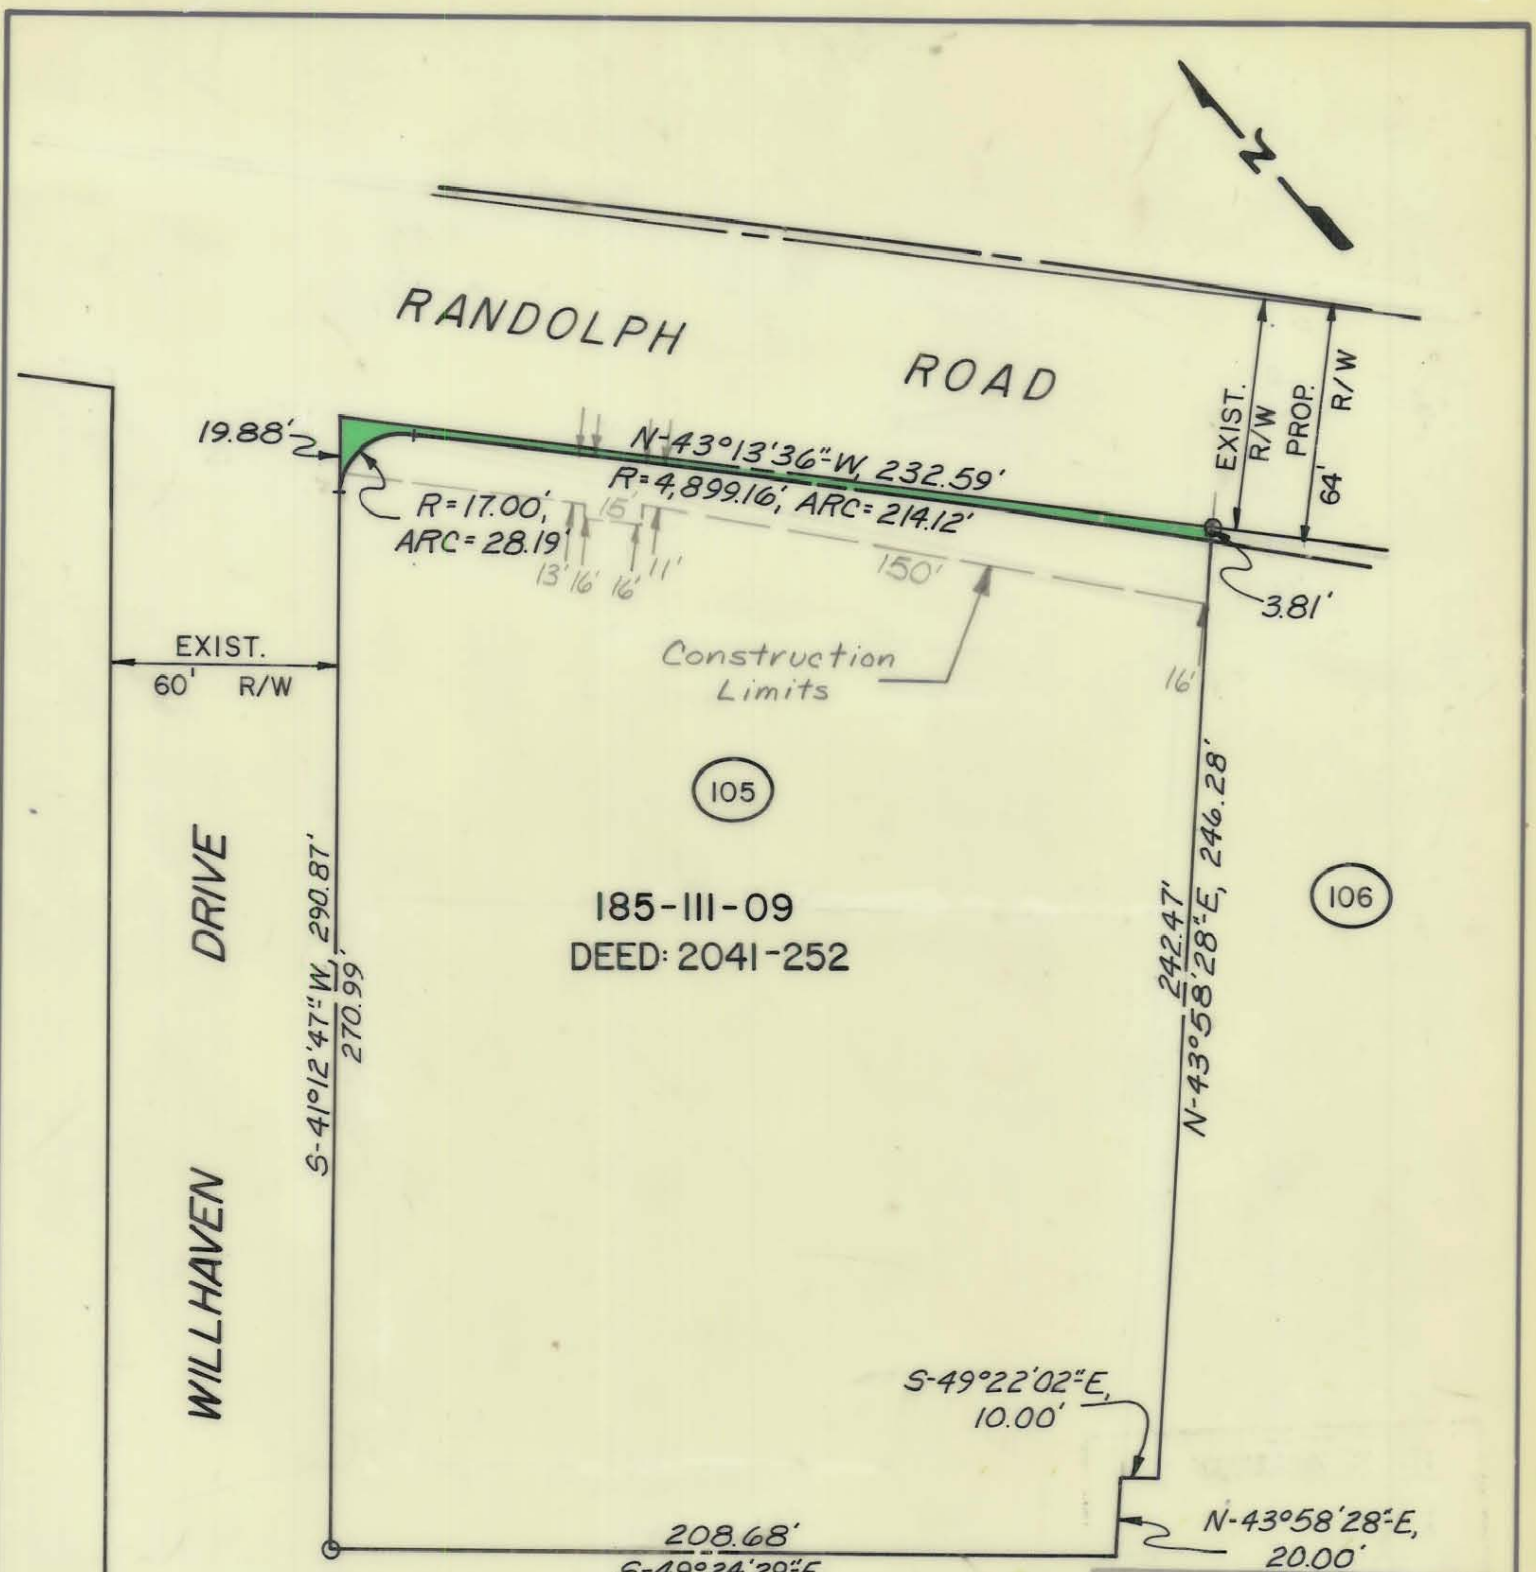 N
RANDOLPH ROAD
EXIST.
R/W
PROP.
R/W
64'
19.88'
N-43°13'36"-W, 232.59'
R=4,899.16', ARC=214.12'
R=17.00',
ARC=28.19'
15'
13'
16'
16'
11'
150'
3.81'
Construction
Limits
16'
EXIST.
60' R/W
105
185-111-09
DEED: 2041-252
106
WILLHAVEN DRIVE
S-41°12'47"-W, 290.87'
270.99'
242.47'
N-43°58'28"-E, 246.28'
S-49°22'02"-E,
10.00'
N-43°58'28"-E,
20.00'
208.68'